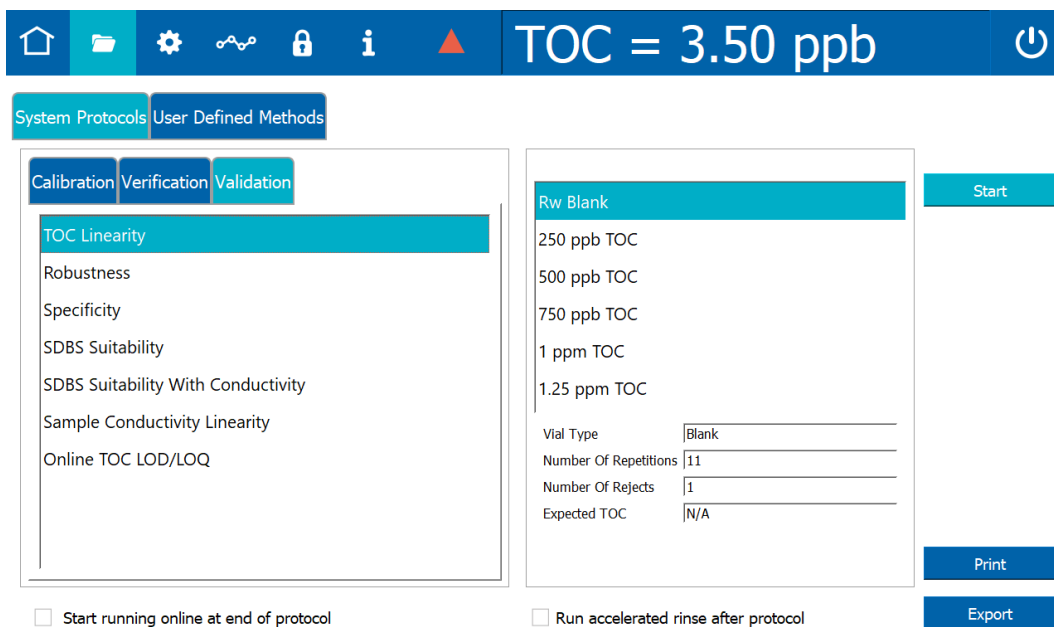 TOC = 3.50 ppb
System Protocols User Defined Methods
Calibration Verification Validation
TOC Linearity
Robustness
Specificity
SDBS Suitability
SDBS Suitability With Conductivity
Sample Conductivity Linearity
Online TOC LOD/LOQ
Rw Blank
250 ppb TOC
500 ppb TOC
750 ppb TOC
1 ppm TOC
1.25 ppm TOC
Vial Type Blank
Number Of Repetitions 11
Number Of Rejects 1
Expected TOC N/A
Start
Print
Export
Start running online at end of protocol
Run accelerated rinse after protocol